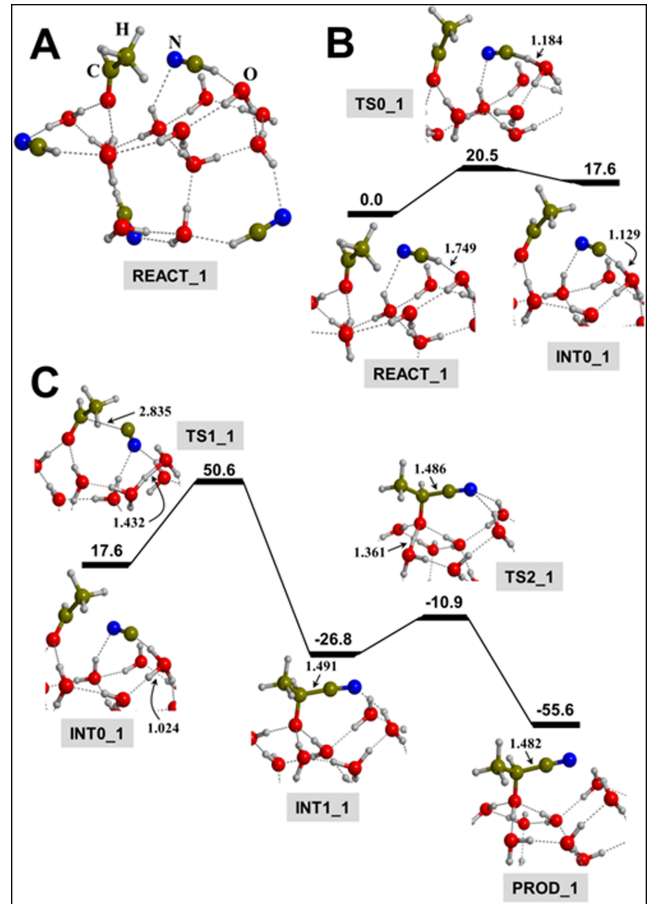 A
H
N
C
O
REACT_1
B
1.184
TS0_1
20.5
17.6
0.0
1.749
1.129
REACT_1
INT0_1
C
2.835
TS1_1
50.6
1.432
17.6
1.486
1.361
TS2_1
-10.9
-26.8
1.491
-55.6
1.024
INT0_1
1.482
INT1_1
PROD_1